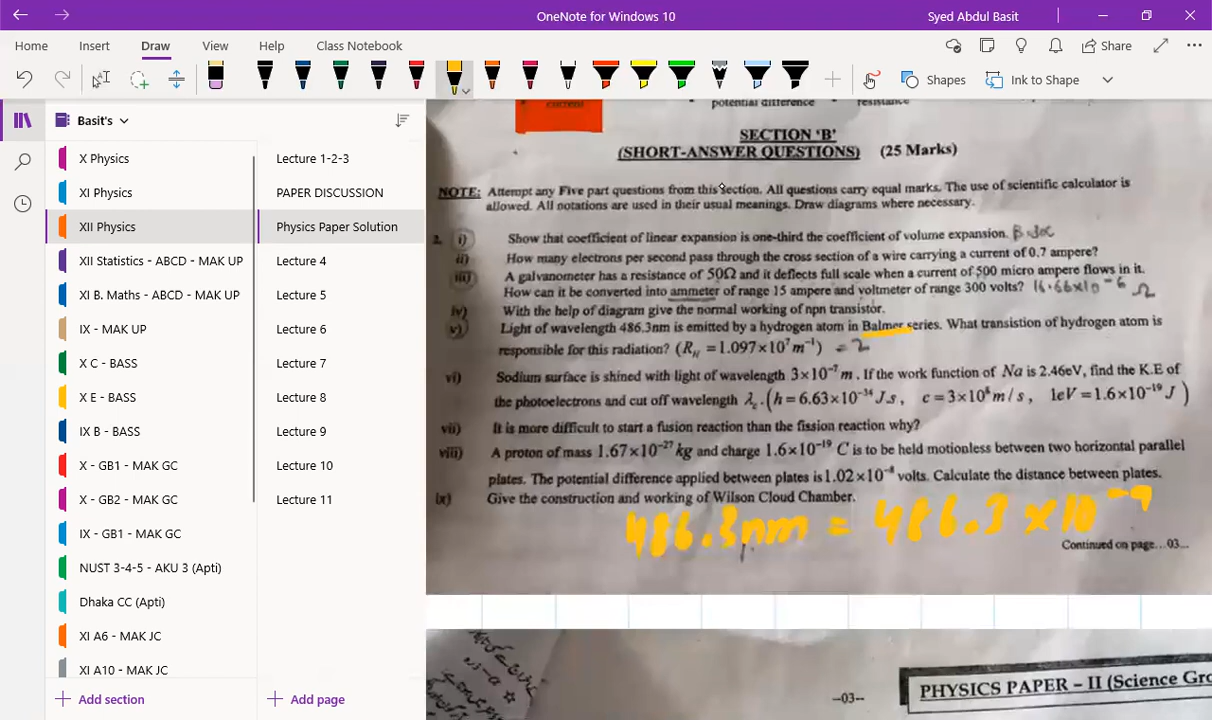 OneNote for Windows 10
Syed Abdul Basit
Home Insert Draw View Help Class Notebook Share
Shapes Ink to Shape
Basit's
X Physics
XI Physics
XII Physics
XII Statistics - ABCD - MAK UP
XII B. Maths - ABCD - MAK UP
IX - MAK UP
X C - BASS
X E - BASS
IX B - BASS
X - GB1 - MAK GC
X - GB2 - MAK GC
IX - GB1 - MAK GC
NUST 3-4-5 - AKU 3 (Apti)
Dhaka CC (Apti)
XI A6 - MAK JC
XI A10 - MAK JC
Add section
Lecture 1-2-3
PAPER DISCUSSION
Physics Paper Solution
Lecture 4
Lecture 5
Lecture 6
Lecture 7
Lecture 8
Lecture 9
Lecture 10
Lecture 11
Add page
current potential difference resistance
SECTION 'B'
(SHORT-ANSWER QUESTIONS) (25 Marks)
NOTE: Attempt any Five part questions from this section. All questions carry equal marks. The use of scientific calculator is
allowed. All notations are used in their usual meanings. Draw diagrams where necessary.
2. i) Show that coefficient of linear expansion is one-third the coefficient of volume expansion.
ii) How many electrons per second pass through the cross section of a wire carrying a current of 0.7 ampere?
iii) A galvanometer has a resistance of 50Ω and it deflects full scale when a current of 500 micro ampere flows in it.
How can it be converted into ammeter of range 15 ampere and voltmeter of range 300 volts? 16.66x10⁻⁶ Ω
iv) With the help of diagram give the normal working of npn transistor.
v) Light of wavelength 486.3nm is emitted by a hydrogen atom in Balmer series. What transistion of hydrogen atom is
responsible for this radiation? (R_H = 1.097×10⁷ m⁻¹) = 2
vi) Sodium surface is shined with light of wavelength 3×10⁻⁷ m. If the work function of Na is 2.46eV, find the K.E of
the photoelectrons and cut off wavelength λc. (h = 6.63×10⁻³⁴ J.s, c = 3×10⁸ m/s, 1eV = 1.6×10⁻¹⁹ J)
vii) It is more difficult to start a fusion reaction than the fission reaction why?
viii) A proton of mass 1.67×10⁻²⁷ kg and charge 1.6×10⁻¹⁹ C is to be held motionless between two horizontal parallel
plates. The potential difference applied between plates is 1.02×10⁻⁸ volts. Calculate the distance between plates.
ix) Give the construction and working of Wilson Cloud Chamber.
486.3nm = 486.3 x 10⁻⁹
Continued on page...03...
--03--
PHYSICS PAPER – II (Science Gro